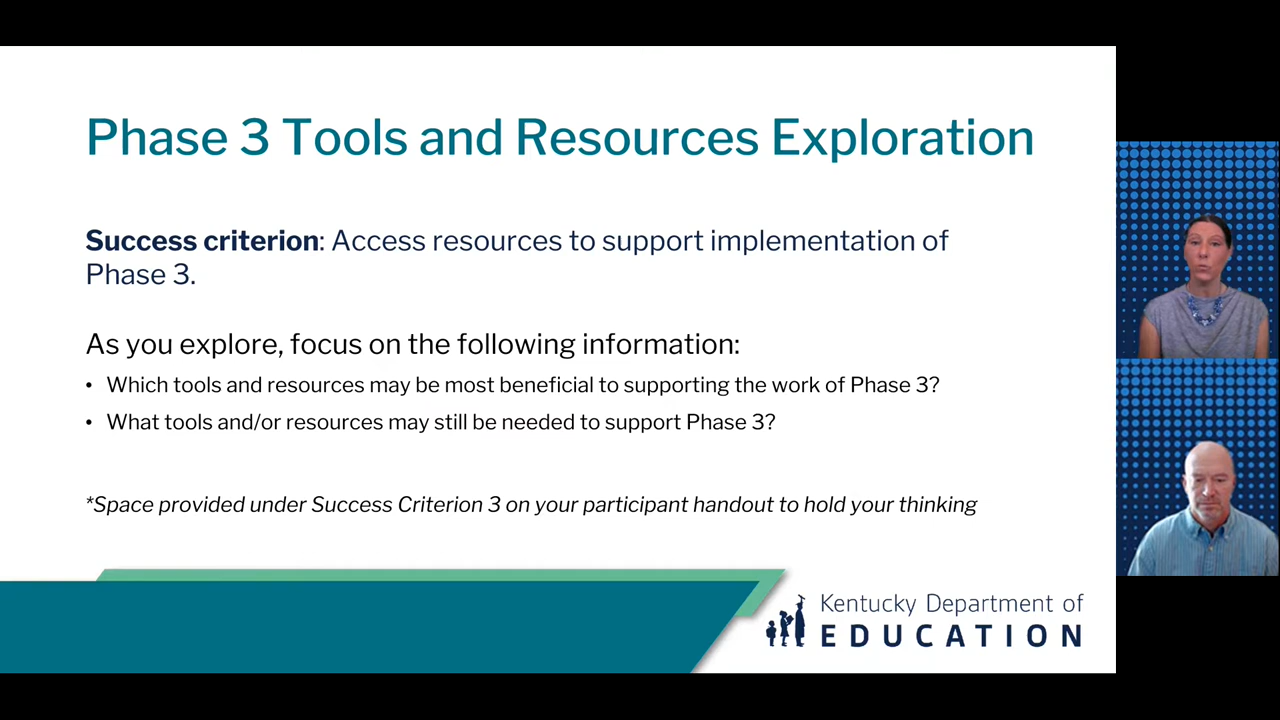 Phase 3 Tools and Resources Exploration
Success criterion: Access resources to support implementation of
Phase 3.
As you explore, focus on the following information:
• Which tools and resources may be most beneficial to supporting the work of Phase 3?
• What tools and/or resources may still be needed to support Phase 3?
*Space provided under Success Criterion 3 on your participant handout to hold your thinking
Kentucky Department of
EDUCATION